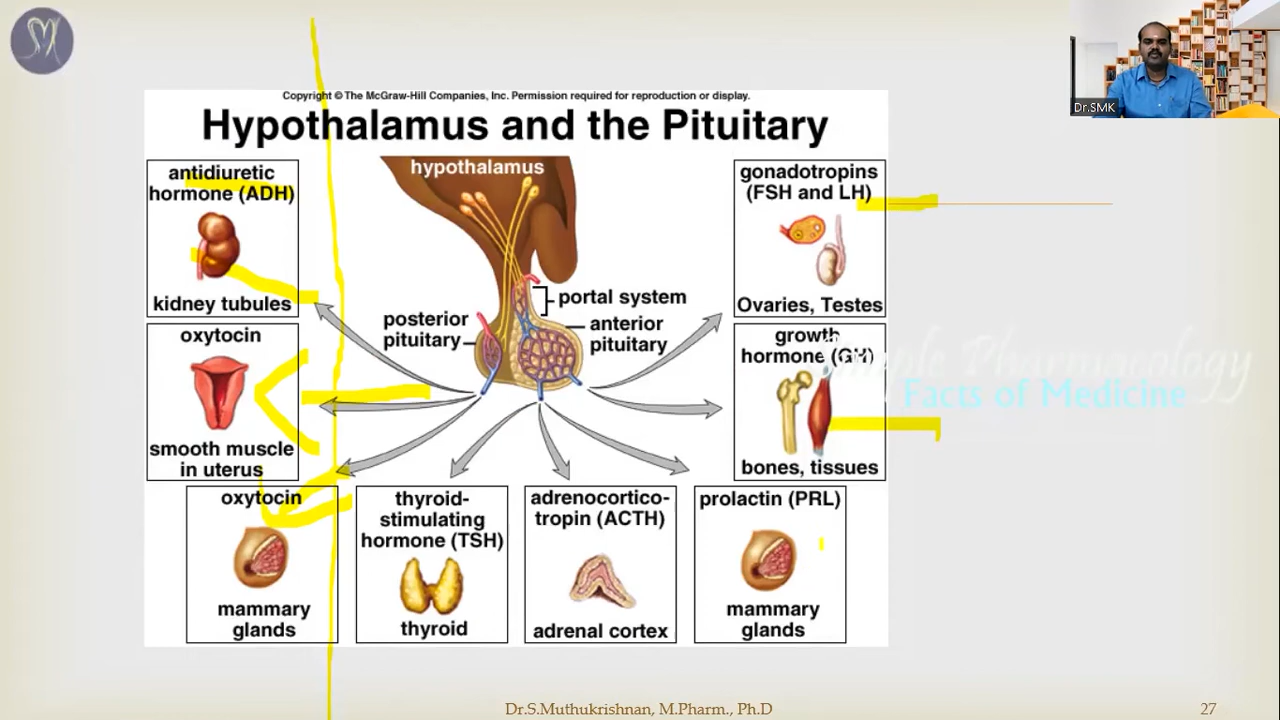 SM
Dr.SMK
Copyright © The McGraw-Hill Companies, Inc. Permission required for reproduction or display.
Hypothalamus and the Pituitary
antidiuretic
hormone (ADH)
kidney tubules
hypothalamus
gonadotropins
(FSH and LH)
Ovaries, Testes
portal system
posterior
pituitary
anterior
pituitary
oxytocin
smooth muscle
in uterus
growth
hormone (GH)
bones, tissues
Simple Pharmacology
Facts of Medicine
oxytocin
mammary
glands
thyroid-
stimulating
hormone (TSH)
thyroid
adrenocortico-
tropin (ACTH)
adrenal cortex
prolactin (PRL)
mammary
glands
Dr.S.Muthukrishnan, M.Pharm., Ph.D
27